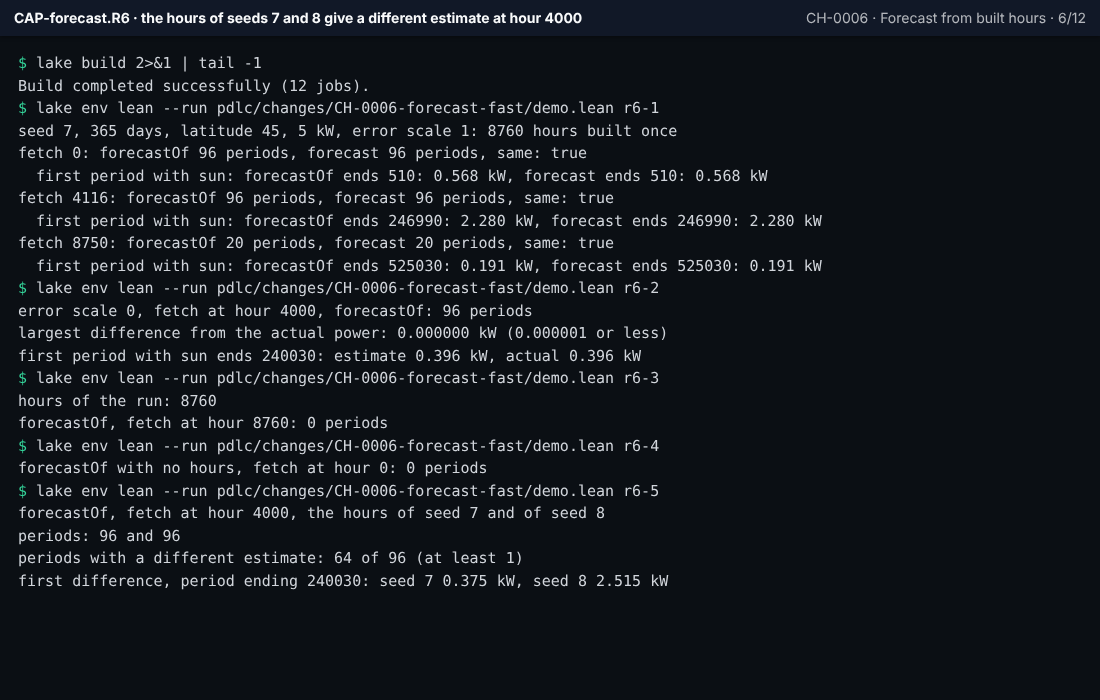 CAP-forecast.R6 · the hours of seeds 7 and 8 give a different estimate at hour 4000
CH-0006 · Forecast from built hours · 6/12
$ lake build 2>&1 | tail -1
Build completed successfully (12 jobs).
$ lake env lean --run pdlc/changes/CH-0006-forecast-fast/demo.lean r6-1
seed 7, 365 days, latitude 45, 5 kW, error scale 1: 8760 hours built once
fetch 0: forecastOf 96 periods, forecast 96 periods, same: true
  first period with sun: forecastOf ends 510: 0.568 kW, forecast ends 510: 0.568 kW
fetch 4116: forecastOf 96 periods, forecast 96 periods, same: true
  first period with sun: forecastOf ends 246990: 2.280 kW, forecast ends 246990: 2.280 kW
fetch 8750: forecastOf 20 periods, forecast 20 periods, same: true
  first period with sun: forecastOf ends 525030: 0.191 kW, forecast ends 525030: 0.191 kW
$ lake env lean --run pdlc/changes/CH-0006-forecast-fast/demo.lean r6-2
error scale 0, fetch at hour 4000, forecastOf: 96 periods
largest difference from the actual power: 0.000000 kW (0.000001 or less)
first period with sun ends 240030: estimate 0.396 kW, actual 0.396 kW
$ lake env lean --run pdlc/changes/CH-0006-forecast-fast/demo.lean r6-3
hours of the run: 8760
forecastOf, fetch at hour 8760: 0 periods
$ lake env lean --run pdlc/changes/CH-0006-forecast-fast/demo.lean r6-4
forecastOf with no hours, fetch at hour 0: 0 periods
$ lake env lean --run pdlc/changes/CH-0006-forecast-fast/demo.lean r6-5
forecastOf, fetch at hour 4000, the hours of seed 7 and of seed 8
periods: 96 and 96
periods with a different estimate: 64 of 96 (at least 1)
first difference, period ending 240030: seed 7 0.375 kW, seed 8 2.515 kW